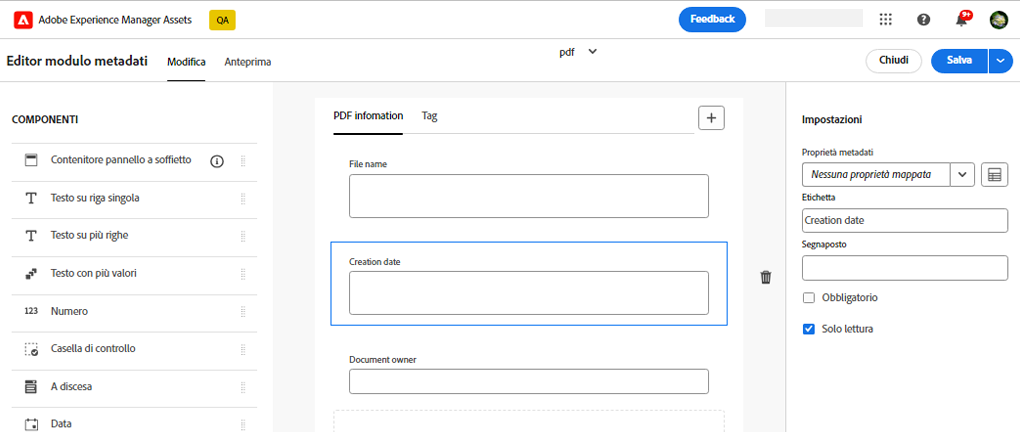 Adobe Experience Manager Assets
QA
Feedback
9+
Editor modulo metadati
Modifica
Anteprima
pdf
Chiudi
Salva
COMPONENTI
Contenitore pannello a soffietto
Testo su riga singola
Testo su più righe
Testo con più valori
123 Numero
Casella di controllo
A discesa
Data
PDF infomation
Tag
File name
Creation date
Document owner
Impostazioni
Proprietà metadati
Nessuna proprietà mappata
Etichetta
Creation date
Segnaposto
Obbligatorio
Solo lettura